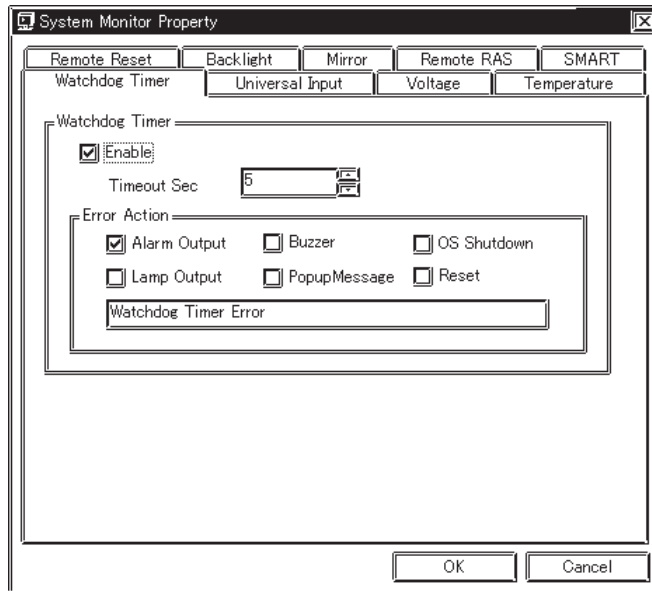 System Monitor Property
Remote Reset Backlight Mirror Remote RAS SMART
Watchdog Timer Universal Input Voltage Temperature
Watchdog Timer
Enable
Timeout Sec 5
Error Action
Alarm Output Buzzer OS Shutdown
Lamp Output PopupMessage Reset
Watchdog Timer Error
OK Cancel